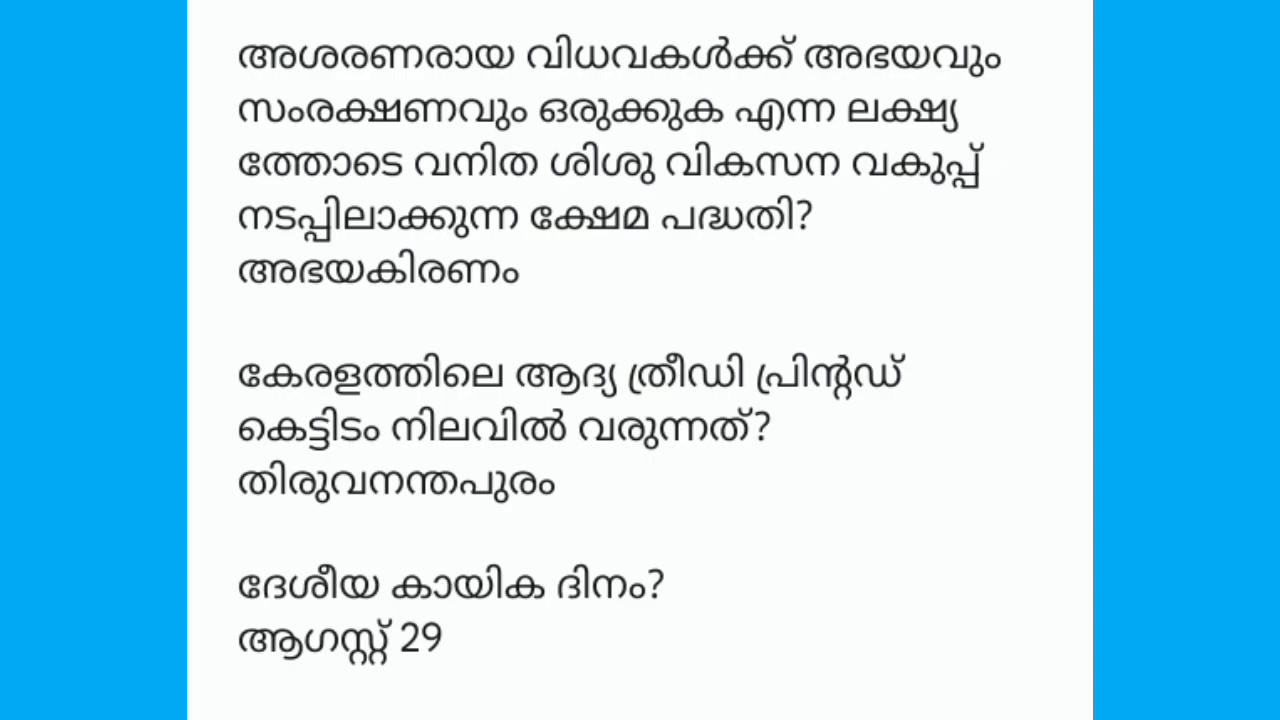 അശരണരായ വിധവകൾക്ക് അഭയവും
സംരക്ഷണവും ഒരുക്കുക എന്ന ലക്ഷ്യ
ത്തോടെ വനിത ശിശു വികസന വകുപ്പ്
നടപ്പിലാക്കുന്ന ക്ഷേമ പദ്ധതി?
അഭയകിരണം
കേരളത്തിലെ ആദ്യ ത്രീഡി പ്രിന്റഡ്
കെട്ടിടം നിലവിൽ വരുന്നത്?
തിരുവനന്തപുരം
ദേശീയ കായിക ദിനം?
ആഗസ്റ്റ് 29